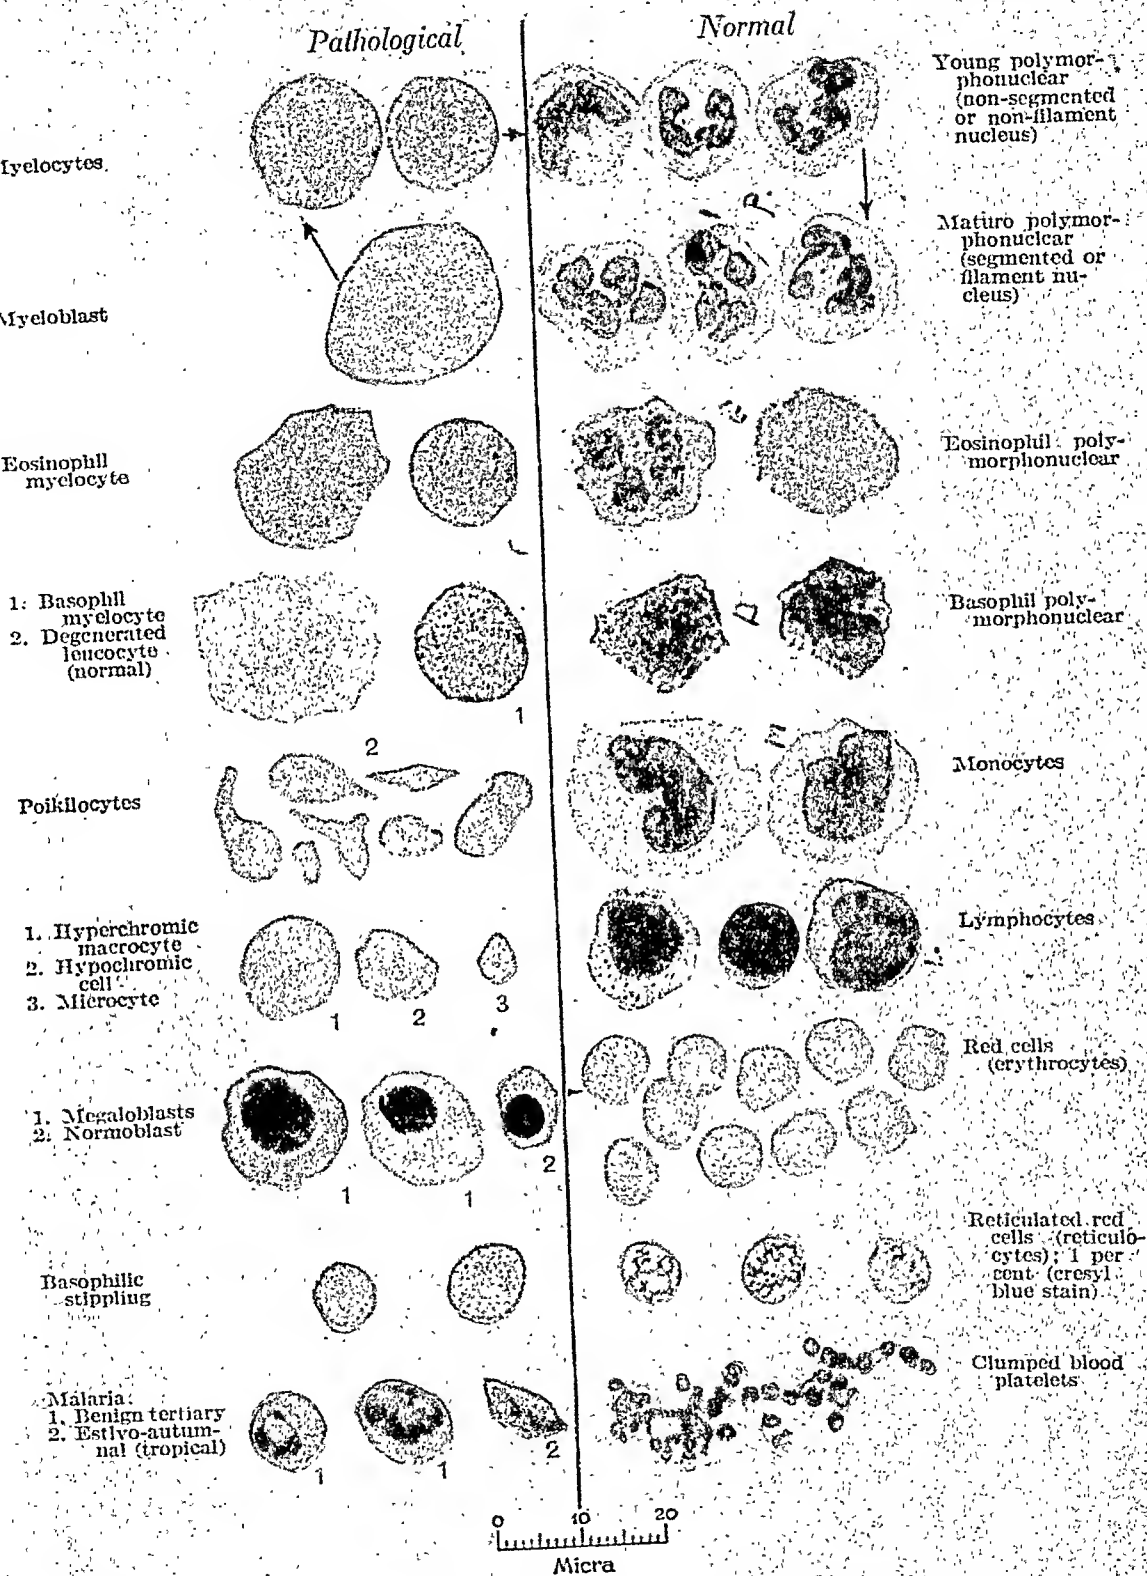 Pathological
Normal
Myelocytes
Myeloblast
Eosinophil
myelocyte
1. Basophil
myelocyte
2. Degenerated
leucocyte
(normal)
1
2
Poikilocytes
1. Hyperchromic
macrocyte
2. Hypochromic
cell
3. Microcyte
1
2
3
1. Megaloblasts
2. Normoblast
1
1
2
Basophilic
stippling
Malaria:
1. Benign tertiary
2. Estivo-autum-
nal (tropical)
1
1
2
Young polymor-
phonuclear
(non-segmented
or non-filament
nucleus)
P.
Mature polymor-
phonuclear
(segmented or
filament nu-
cleus)
E
Eosinophil poly-
morphonuclear
B
Basophil poly-
morphonuclear
M
Monocytes
Lymphocytes
L.
Red cells
(erythrocytes)
Reticulated red
cells (reticulo-
cytes); 1 per
cent (cresyl
blue stain)
Clumped blood
platelets
0 10 20
Micra